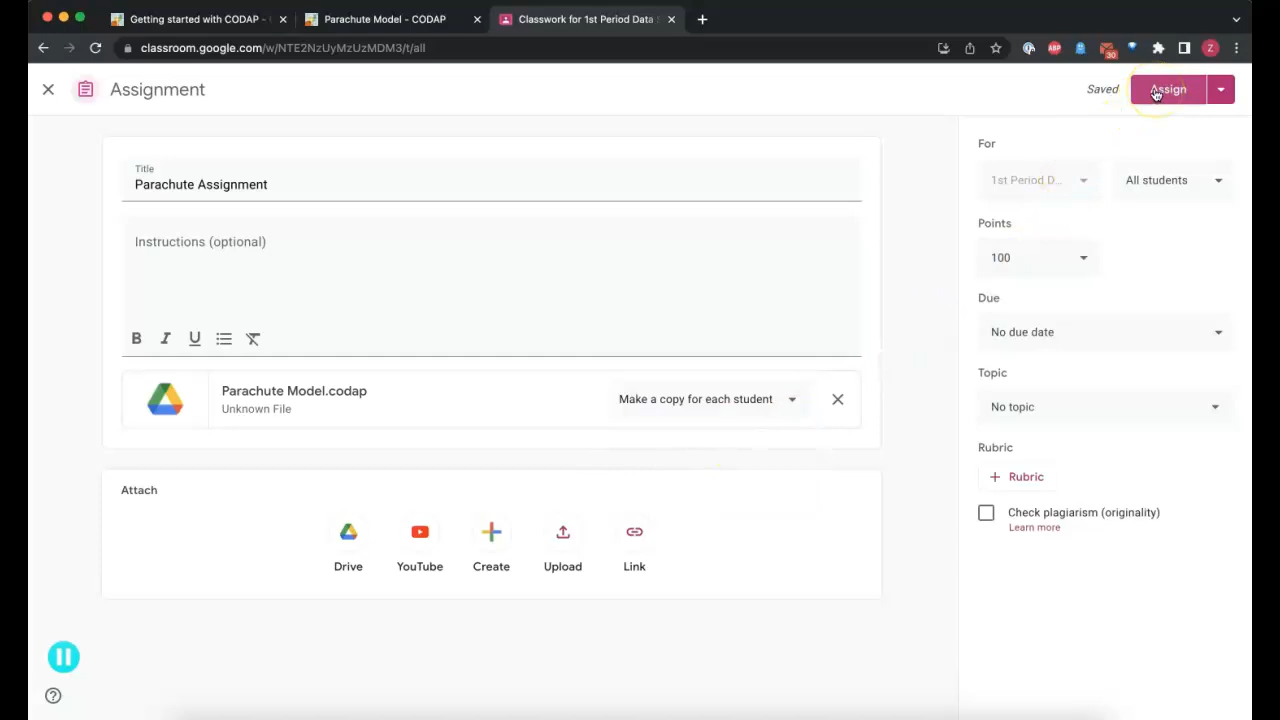 Getting started with CODAP -
Parachute Model - CODAP
Classwork for 1st Period Data
classroom.google.com/w/NTE2NzUyMzUzMDM3/t/all
30
Z
Assignment
Saved
Assign
Title
Parachute Assignment
Instructions (optional)
B I U
Parachute Model.codap
Unknown File
Make a copy for each student
Attach
Drive
YouTube
Create
Upload
Link
For
1st Period D...
All students
Points
100
Due
No due date
Topic
No topic
Rubric
+ Rubric
Check plagiarism (originality)
Learn more